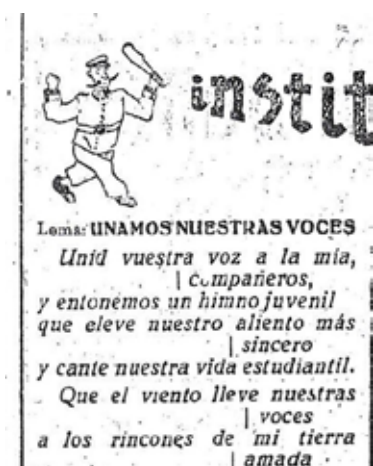 instit
Lema: UNAMOS NUESTRAS VOCES
Unid vuestra voz a la mía,
| compañeros,
y entonemos un himno juvenil
que eleve nuestro aliento más
| sincero
y cante nuestra vida estudiantil.
Que el viento lleve nuestras
| voces
a los rincones de mi tierra
| amada